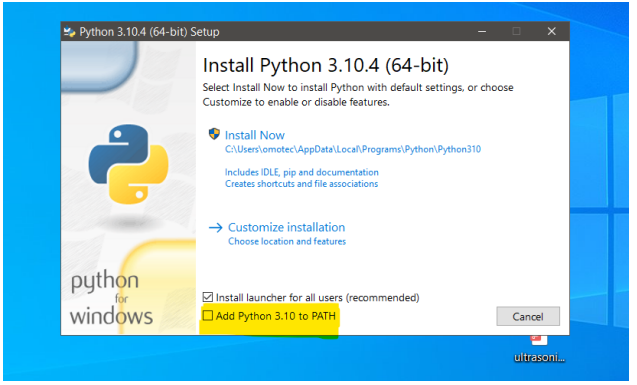 Python 3.10.4 (64-bit) Setup
Install Python 3.10.4 (64-bit)
Select Install Now to install Python with default settings, or choose
Customize to enable or disable features.
Install Now
C:\Users\omotec\AppData\Local\Programs\Python\Python310
Includes IDLE, pip and documentation
Creates shortcuts and file associations
Customize installation
Choose location and features
python
for
windows
Install launcher for all users (recommended)
Add Python 3.10 to PATH
Cancel
ultrasoni...